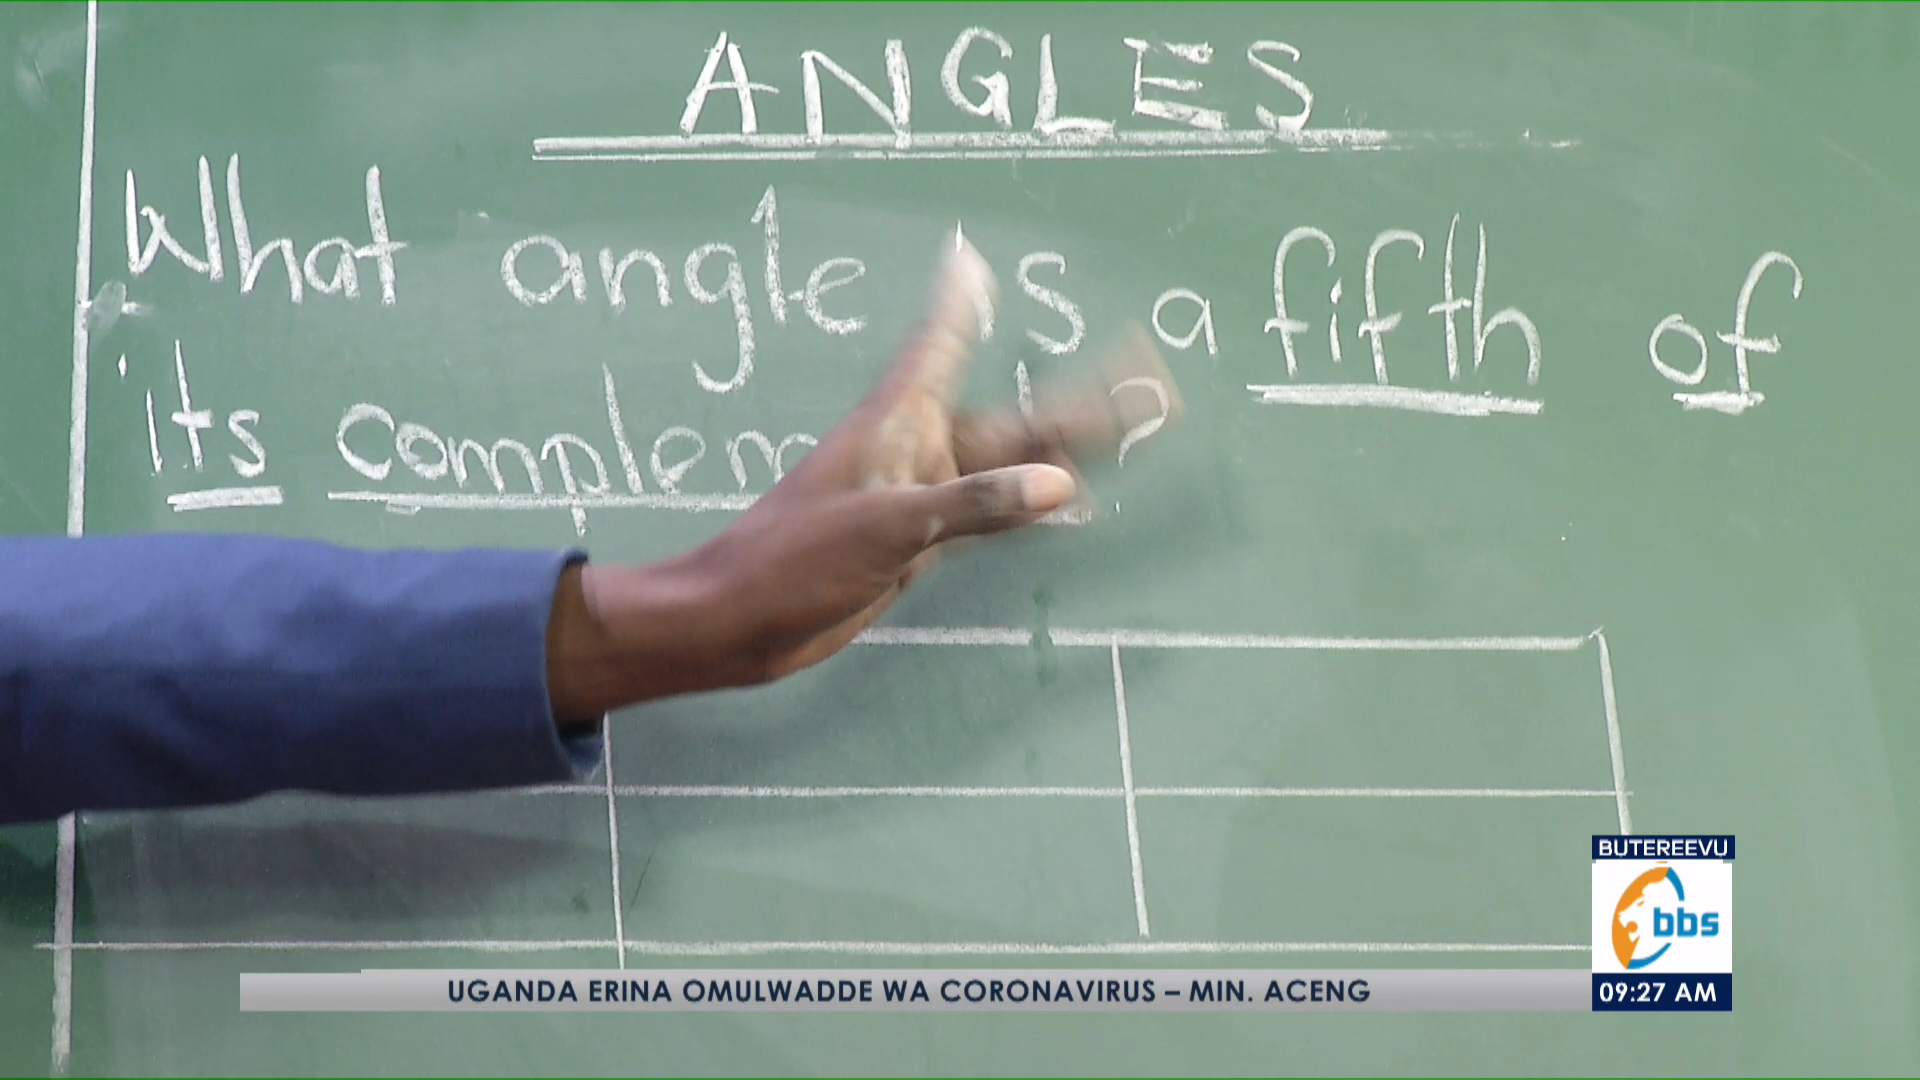 ANGLES
What angle is a fifth of
its complement?
BUTEREEVU
bbs
UGANDA ERINA OMULWADDE WA CORONAVIRUS – MIN. ACENG
09:27 AM